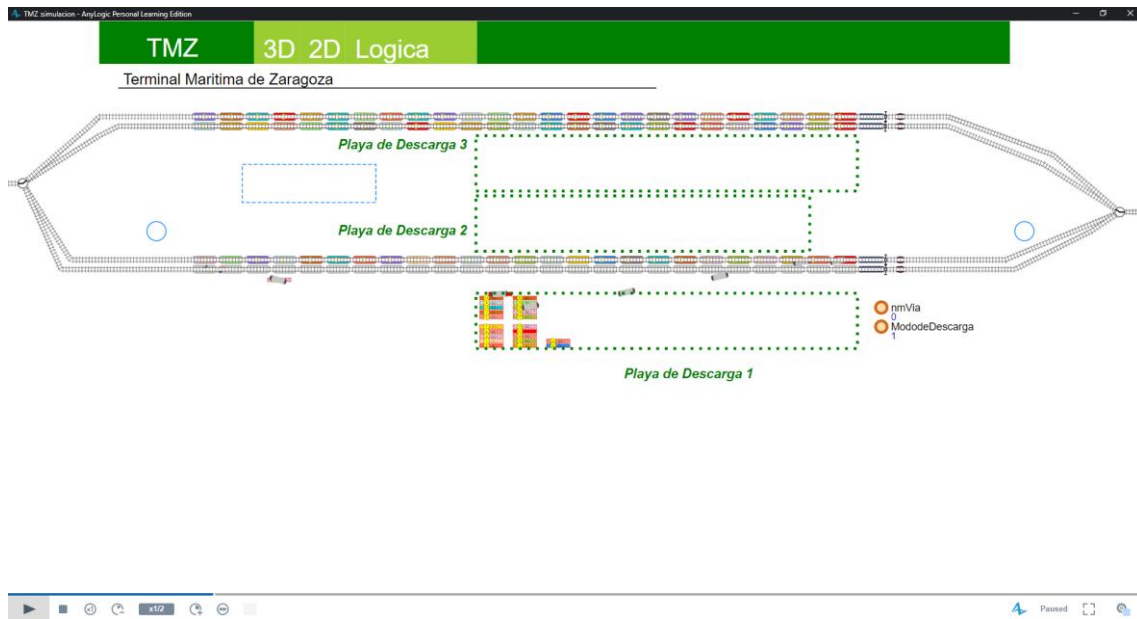 TMZ simulacion - AnyLogic Personal Learning Edition
TMZ 3D 2D Logica
Terminal Maritima de Zaragoza
Playa de Descarga 3
Playa de Descarga 2
nmVia
0
MododeDescarga
1
Playa de Descarga 1
x1 x1/2 Paused